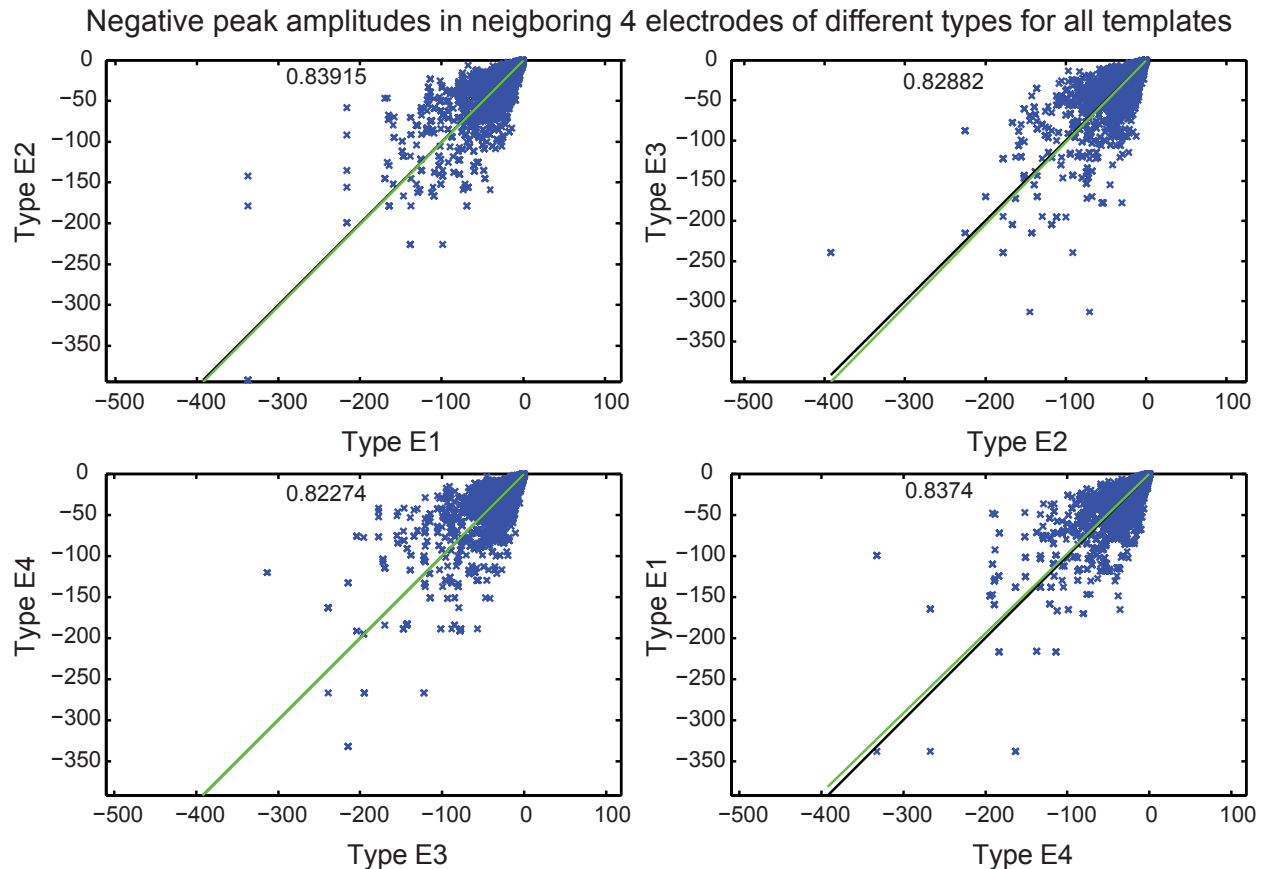 Negative peak amplitudes in neigboring 4 electrodes of different types for all templates
0.83915
0
−50
−100
−150
−200
−250
−300
−350
Type E2
−500 −400 −300 −200 −100 0 100
Type E1
0.82882
0
−50
−100
−150
−200
−250
−300
−350
Type E3
−500 −400 −300 −200 −100 0 100
Type E2
0.82274
0
−50
−100
−150
−200
−250
−300
−350
Type E4
−500 −400 −300 −200 −100 0 100
Type E3
0.8374
0
−50
−100
−150
−200
−250
−300
−350
Type E1
−500 −400 −300 −200 −100 0 100
Type E4